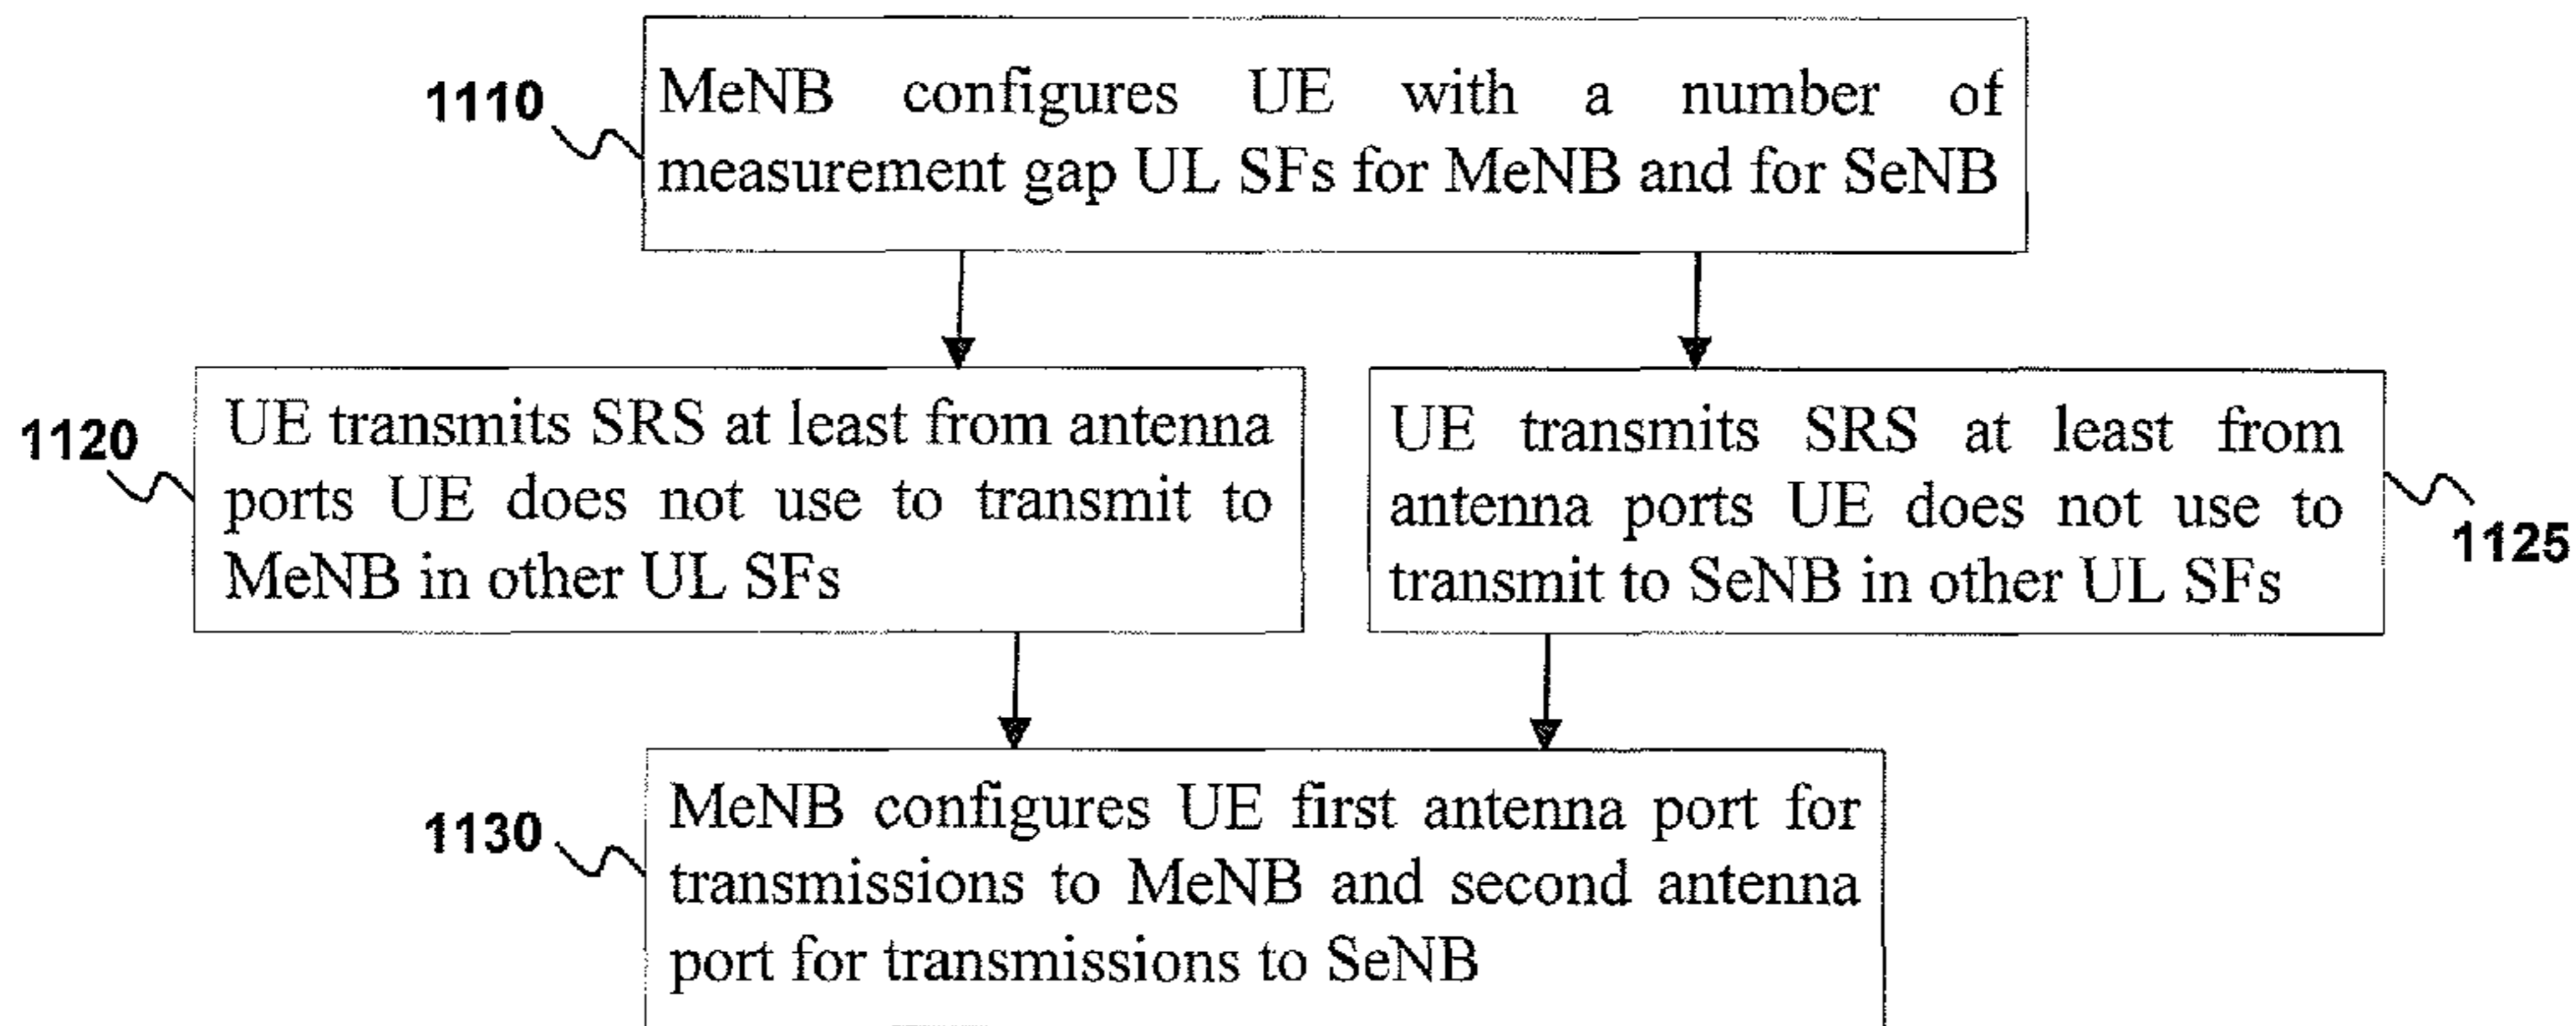 1110
MeNB configures UE with a number of
measurement gap UL SFs for MeNB and for SeNB
1120
UE transmits SRS at least from antenna
ports UE does not use to transmit to
MeNB in other UL SFs
UE transmits SRS at least from
antenna ports UE does not use to
transmit to SeNB in other UL SFs
1125
1130
MeNB configures UE first antenna port for
transmissions to MeNB and second antenna
port for transmissions to SeNB